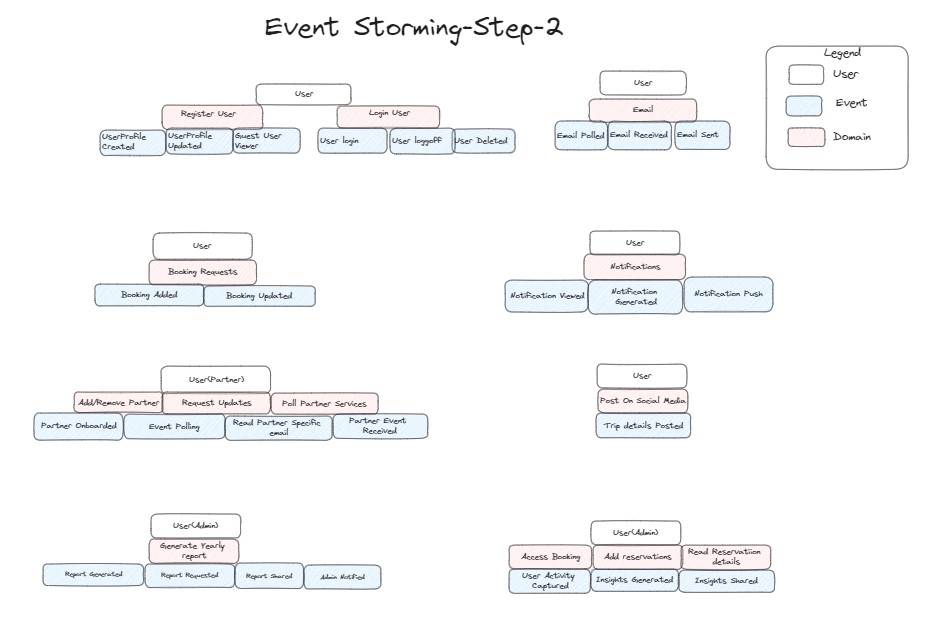 Event Storming-Step-2
Legend
User
Event
Domain
User
Register User
Login User
UserProfile
Created
UserProfile
Updated
Guest User
Viewer
User login
User loggoff
User Deleted
User
Email
Email Polled
Email Received
Email Sent
User
Booking Requests
Booking Added
Booking Updated
User
Notifications
Notification Viewed
Notification
Generated
Notification Push
User(Partner)
Add/Remove Partner
Request Updates
Poll Partner Services
Partner Onboarded
Event Polling
Read Partner Specific
email
Partner Event
Received
User
Post On Social Media
Trip details Posted
User(Admin)
Generate Yearly
report
Report Generated
Report Requested
Report Shared
Admin Notified
User(Admin)
Access Booking
Add reservations
Read Reservatiion
details
User Activity
Captured
Insights Generated
Insights Shared